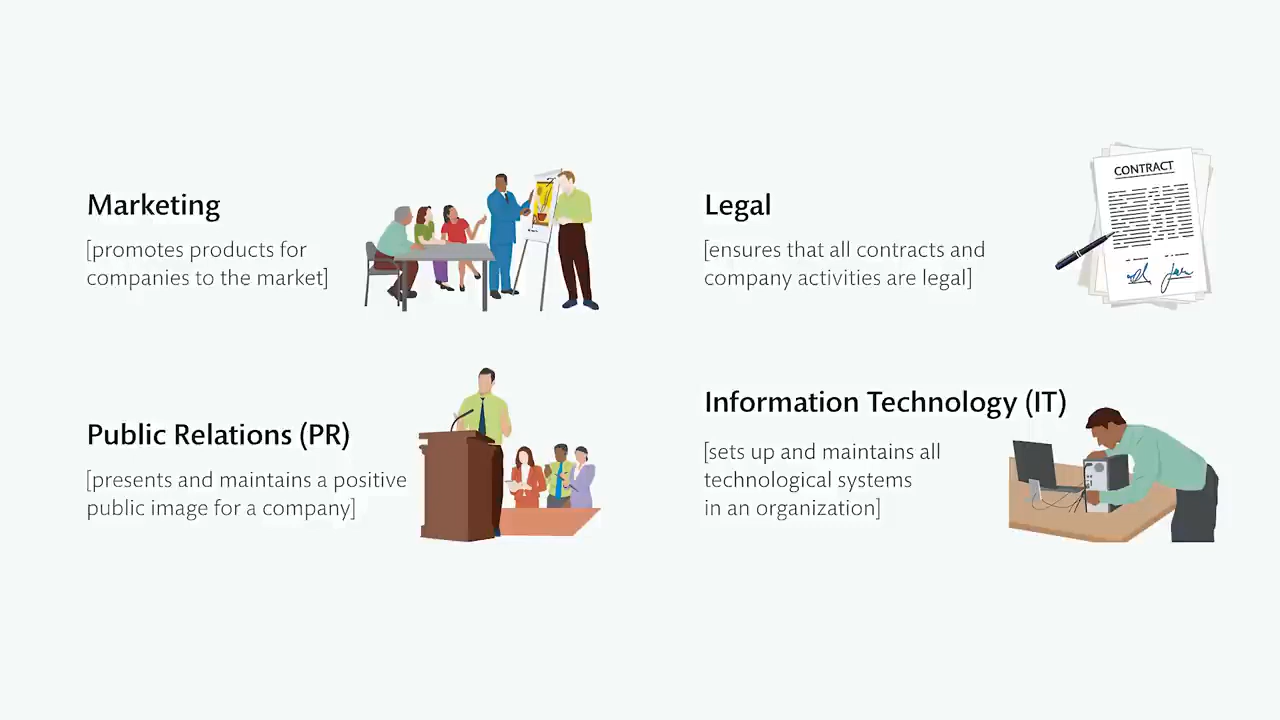 Marketing
[promotes products for
companies to the market]
Legal
[ensures that all contracts and
company activities are legal]
CONTRACT
Public Relations (PR)
[presents and maintains a positive
public image for a company]
Information Technology (IT)
[sets up and maintains all
technological systems
in an organization]